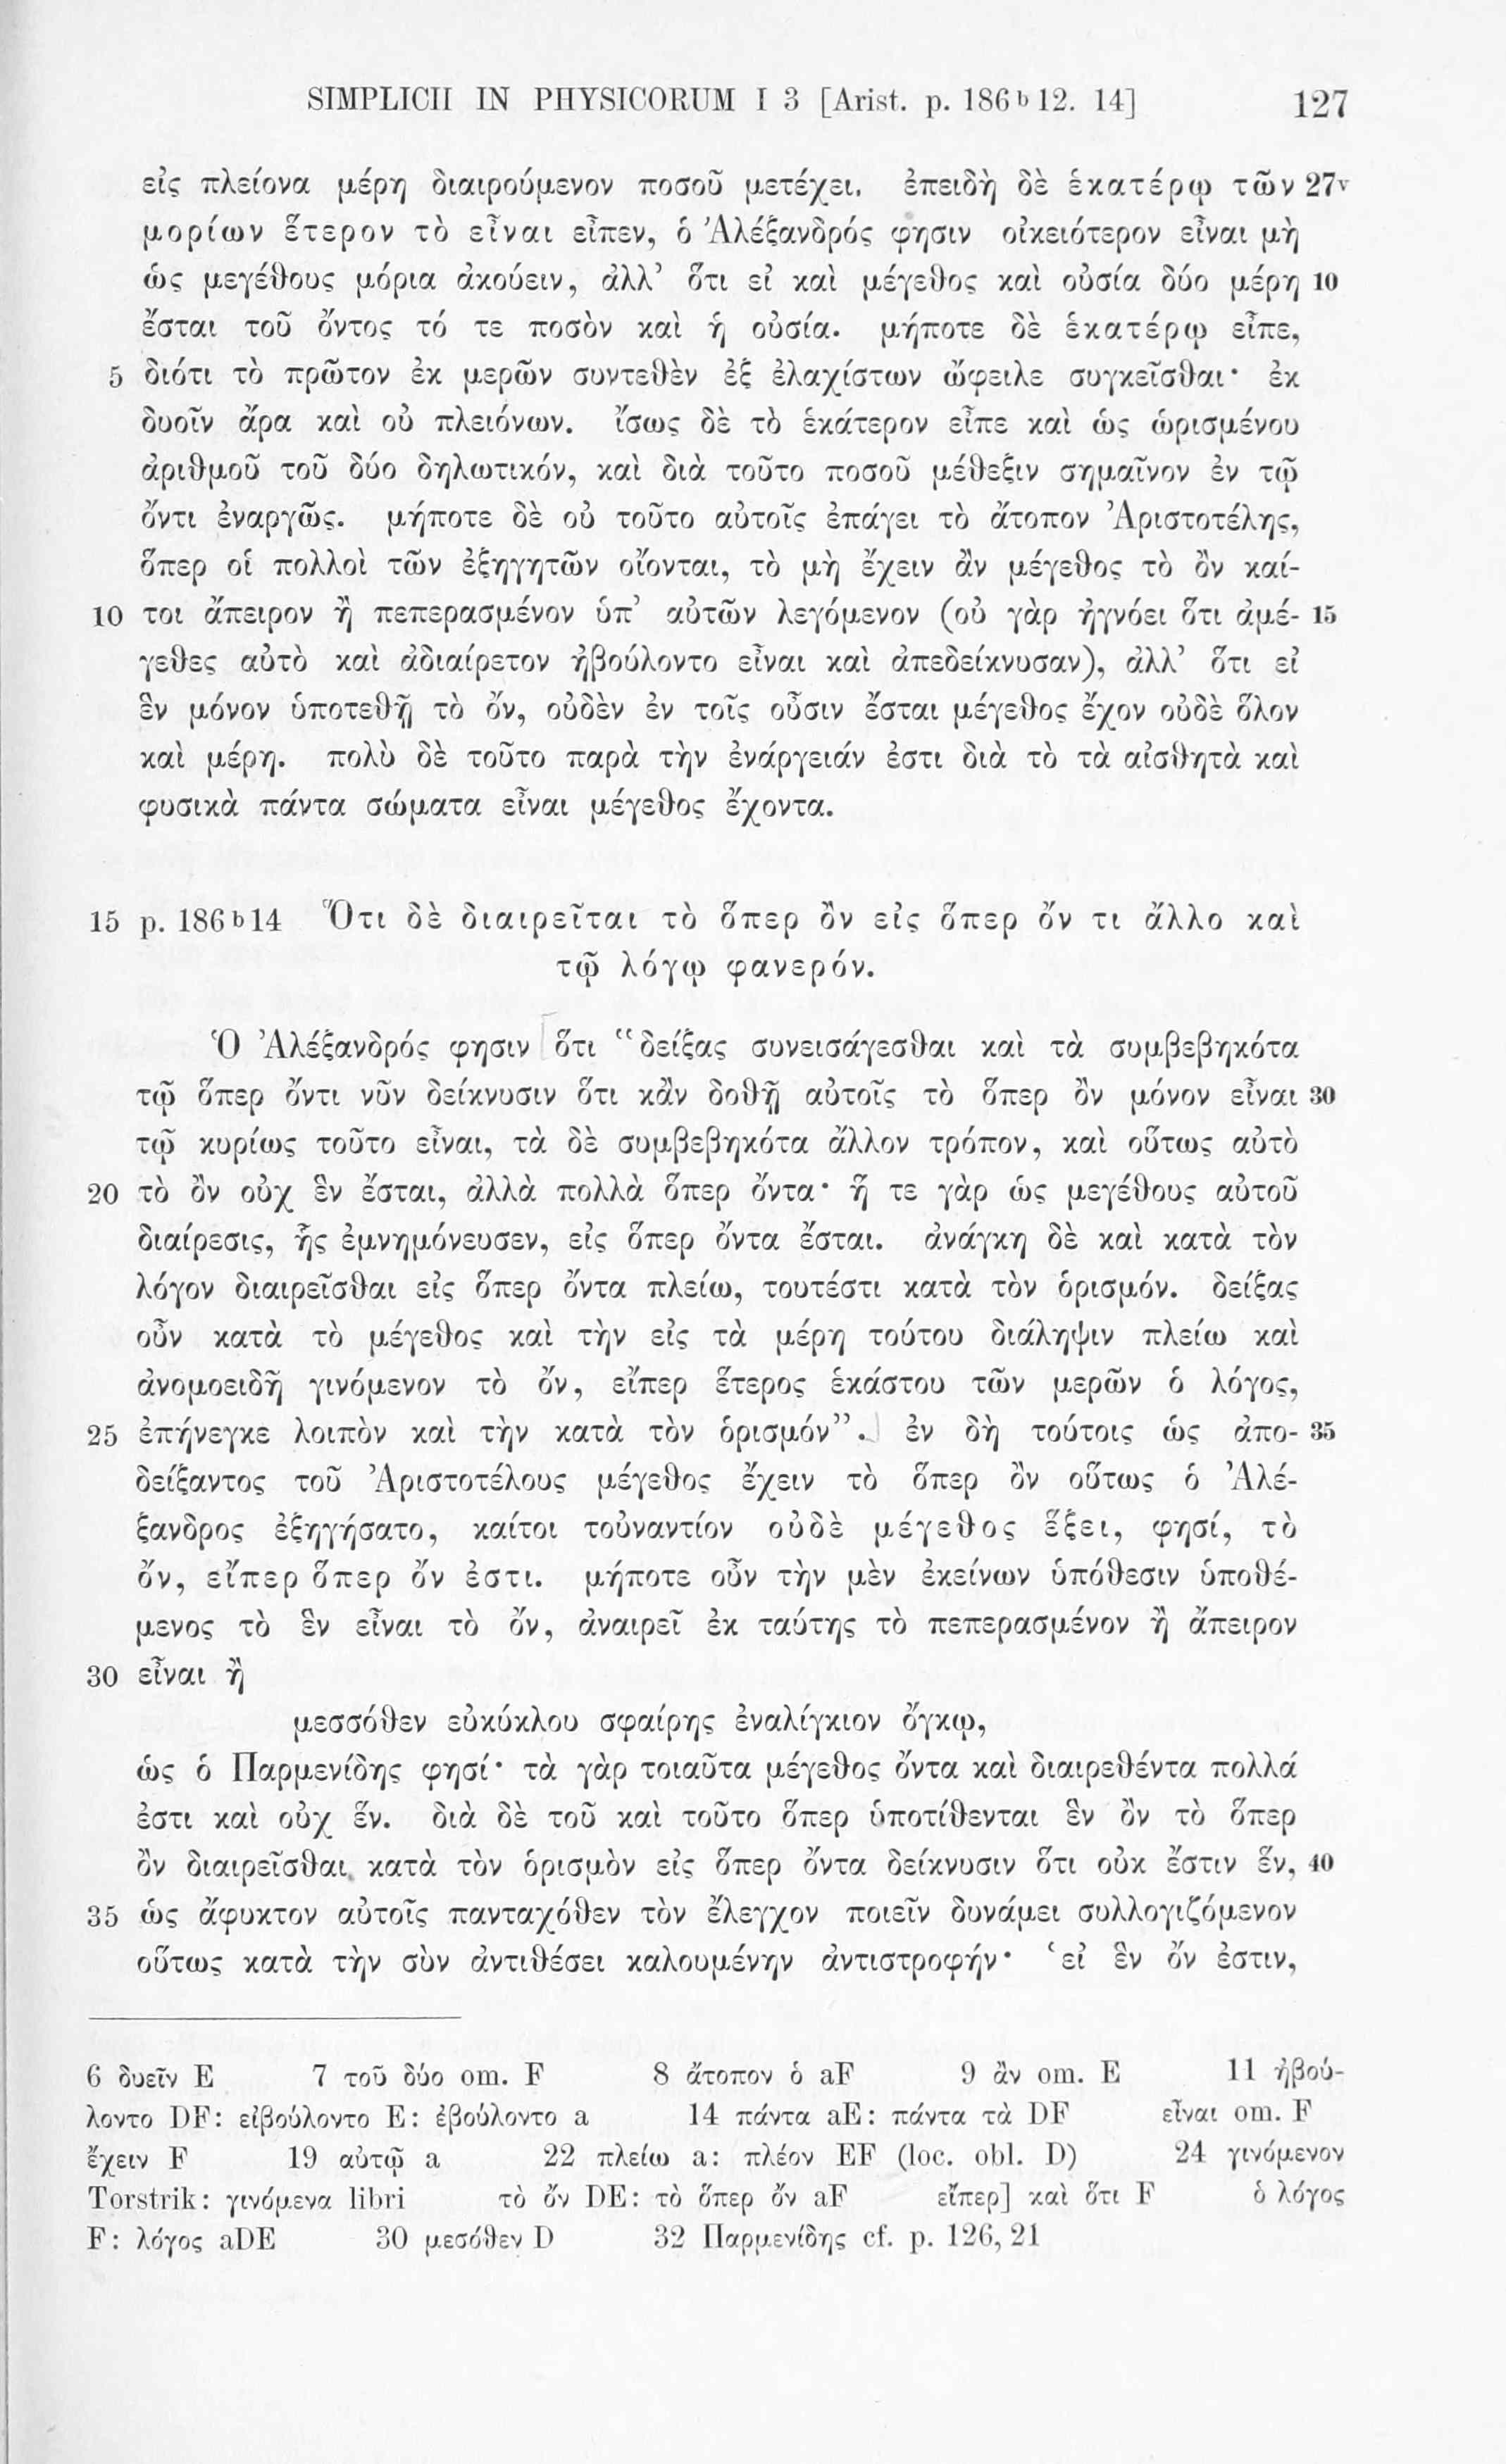 SIMPLICII IN PHYSICORUM I 3 [Arist. p. 186ᵇ12. 14] 127
εἰς πλείονα μέρη διαιρούμενον ποσοῦ μετέχει. ἐπειδὴ δὲ ἑκατέρῳ τῶν 27ᵛ
μορίων ἕτερον τὸ εἶναι εἶπεν, ὁ Ἀλέξανδρός φησιν οἰκειότερον εἶναι μὴ
ὡς μεγέθους μόρια ἀκούειν, ἀλλ’ ὅτι εἰ καὶ μέγεθος καὶ οὐσία δύο μέρη 10
ἔσται τοῦ ὄντος τό τε ποσὸν καὶ ἡ οὐσία. μήποτε δὲ ἑκατέρῳ εἶπε,
5 διότι τὸ πρῶτον ἐκ μερῶν συντεθὲν ἐξ ἐλαχίστων ὤφειλε συγκεῖσθαι· ἐκ
δυοῖν ἄρα καὶ οὐ πλειόνων. ἴσως δὲ τὸ ἑκάτερον εἶπε καὶ ὡς ὡρισμένου
ἀριθμοῦ τοῦ δύο δηλωτικόν, καὶ διὰ τοῦτο ποσοῦ μέθεξιν σημαῖνον ἐν τῷ
ὄντι ἐναργῶς. μήποτε δὲ οὐ τοῦτο αὐτοῖς ἐπάγει τὸ ἄτοπον Ἀριστοτέλης,
ὅπερ οἱ πολλοὶ τῶν ἐξηγητῶν οἴονται, τὸ μὴ ἔχειν ἂν μέγεθος τὸ ὂν καί-
10 τοι ἄπειρον ἢ πεπερασμένον ὑπ’ αὐτῶν λεγόμενον (οὐ γὰρ ἠγνόει ὅτι ἀμέ- 15
γεθες αὐτὸ καὶ ἀδιαίρετον ἠβούλοντο εἶναι καὶ ἀπεδείκνυσαν), ἀλλ’ ὅτι εἰ
ἓν μόνον ὑποτεθῇ τὸ ὄν, οὐδὲν ἐν τοῖς οὖσιν ἔσται μέγεθος ἔχον οὐδὲ ὅλον
καὶ μέρη. πολὺ δὲ τοῦτο παρὰ τὴν ἐνάργειάν ἐστι διὰ τὸ τὰ αἰσθητὰ καὶ
φυσικὰ πάντα σώματα εἶναι μέγεθος ἔχοντα.
15 p. 186ᵇ14 Ὅτι δὲ διαιρεῖται τὸ ὅπερ ὂν εἰς ὅπερ ὄν τι ἄλλο καὶ
τῷ λόγῳ φανερόν.
Ὁ Ἀλέξανδρός φησιν ὅτι “δείξας συνεισάγεσθαι καὶ τὰ συμβεβηκότα
τῷ ὅπερ ὄντι νῦν δείκνυσιν ὅτι κἂν δοθῇ αὐτοῖς τὸ ὅπερ ὂν μόνον εἶναι 30
τῷ κυρίως τοῦτο εἶναι, τὰ δὲ συμβεβηκότα ἄλλον τρόπον, καὶ οὕτως αὐτὸ
20 τὸ ὂν οὐχ ἓν ἔσται, ἀλλὰ πολλὰ ὅπερ ὄντα· ἥ τε γὰρ ὡς μεγέθους αὐτοῦ
διαίρεσις, ἧς ἐμνημόνευσεν, εἰς ὅπερ ὄντα ἔσται. ἀνάγκη δὲ καὶ κατὰ τὸν
λόγον διαιρεῖσθαι εἰς ὅπερ ὄντα πλείω, τουτέστι κατὰ τὸν ὁρισμόν. δείξας
οὖν κατὰ τὸ μέγεθος καὶ τὴν εἰς τὰ μέρη τούτου διάληψιν πλείω καὶ
ἀνομοειδῆ γινόμενον τὸ ὄν, εἴπερ ἕτερος ἑκάστου τῶν μερῶν ὁ λόγος,
25 ἐπήνεγκε λοιπὸν καὶ τὴν κατὰ τὸν ὁρισμόν”. ἐν δὴ τούτοις ὡς ἀπο- 35
δείξαντος τοῦ Ἀριστοτέλους μέγεθος ἔχειν τὸ ὅπερ ὂν οὕτως ὁ Ἀλέ-
ξανδρος ἐξηγήσατο, καίτοι τοὐναντίον οὐδὲ μέγεθος ἕξει, φησί, τὸ
ὄν, εἴπερ ὅπερ ὄν ἐστι. μήποτε οὖν τὴν μὲν ἐκείνων ὑπόθεσιν ὑποθέ-
μενος τὸ ἓν εἶναι τὸ ὄν, ἀναιρεῖ ἐκ ταύτης τὸ πεπερασμένον ἢ ἄπειρον
30 εἶναι ἢ
μεσσόθεν εὐκύκλου σφαίρης ἐναλίγκιον ὄγκῳ,
ὡς ὁ Παρμενίδης φησί· τὰ γὰρ τοιαῦτα μέγεθος ὄντα καὶ διαιρεθέντα πολλά
ἐστι καὶ οὐχ ἕν. διὰ δὲ τοῦ καὶ τοῦτο ὅπερ ὑποτίθενται ἓν ὂν τὸ ὅπερ
ὂν διαιρεῖσθαι κατὰ τὸν ὁρισμὸν εἰς ὅπερ ὄντα δείκνυσιν ὅτι οὐκ ἔστιν ἕν, 40
35 ὡς ἄφυκτον αὐτοῖς πανταχόθεν τὸν ἔλεγχον ποιεῖν δυνάμει συλλογιζόμενον
οὕτως κατὰ τὴν σὺν ἀντιθέσει καλουμένην ἀντιστροφήν· ‘εἰ ἓν ὄν ἐστιν,
6 δυεῖν E 7 τοῦ δύο om. F 8 ἄτοπον ὁ aF 9 ἂν om. E 11 ἠβού-
λοντο DF: εἰβούλοντο E: ἐβούλοντο a 14 πάντα aE: πάντα τὰ DF εἶναι om. F
ἔχειν F 19 αὐτῷ a 22 πλείω a: πλέον EF (loc. obl. D) 24 γινόμενον
Torstrik: γινόμενα libri τὸ ὄν DE: τὸ ὅπερ ὄν aF εἴπερ] καὶ ὅτι F ὁ λόγος
F: λόγος aDE 30 μεσόθεν D 32 Παρμενίδης cf. p. 126, 21